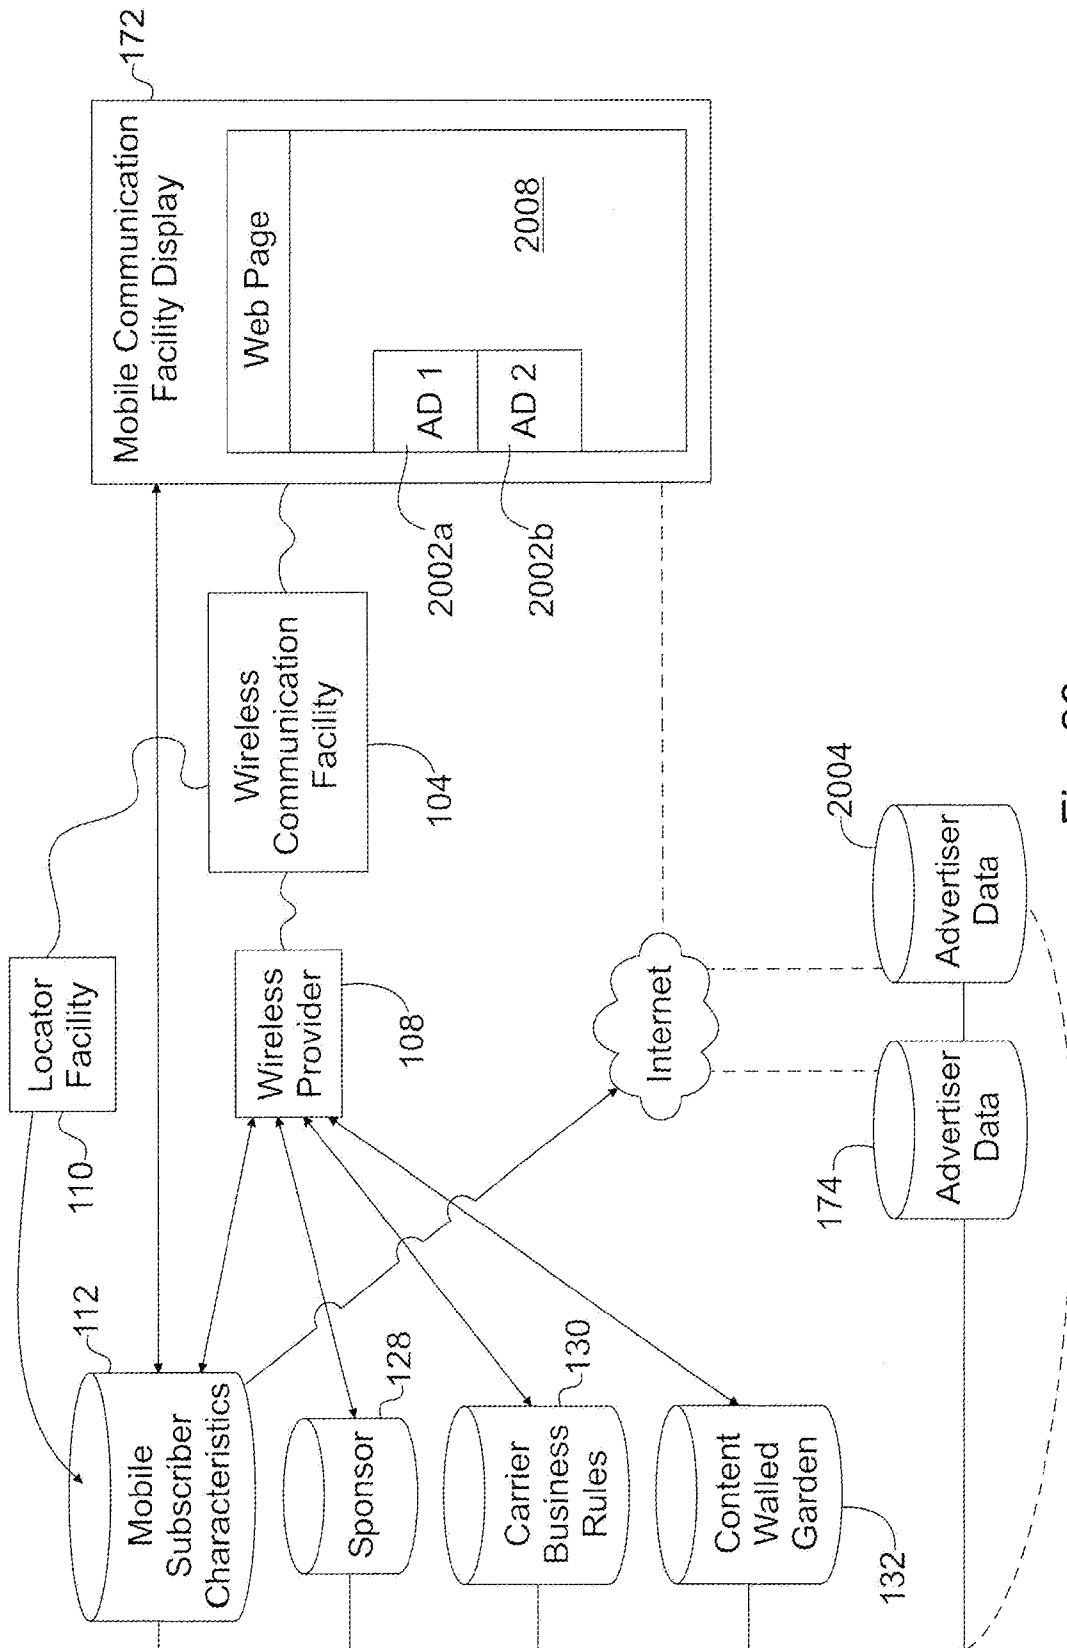 Locator
Facility
110
Mobile
Subscriber
Characteristics
112
Sponsor
128
Carrier
Business
Rules
130
Content
Walled
Garden
132
Wireless
Provider
108
Wireless
Communication
Facility
104
Mobile Communication
Facility Display
172
Web Page
AD 1
AD 2
2008
2002a
2002b
Internet
Advertiser
Data
174
Advertiser
Data
2004